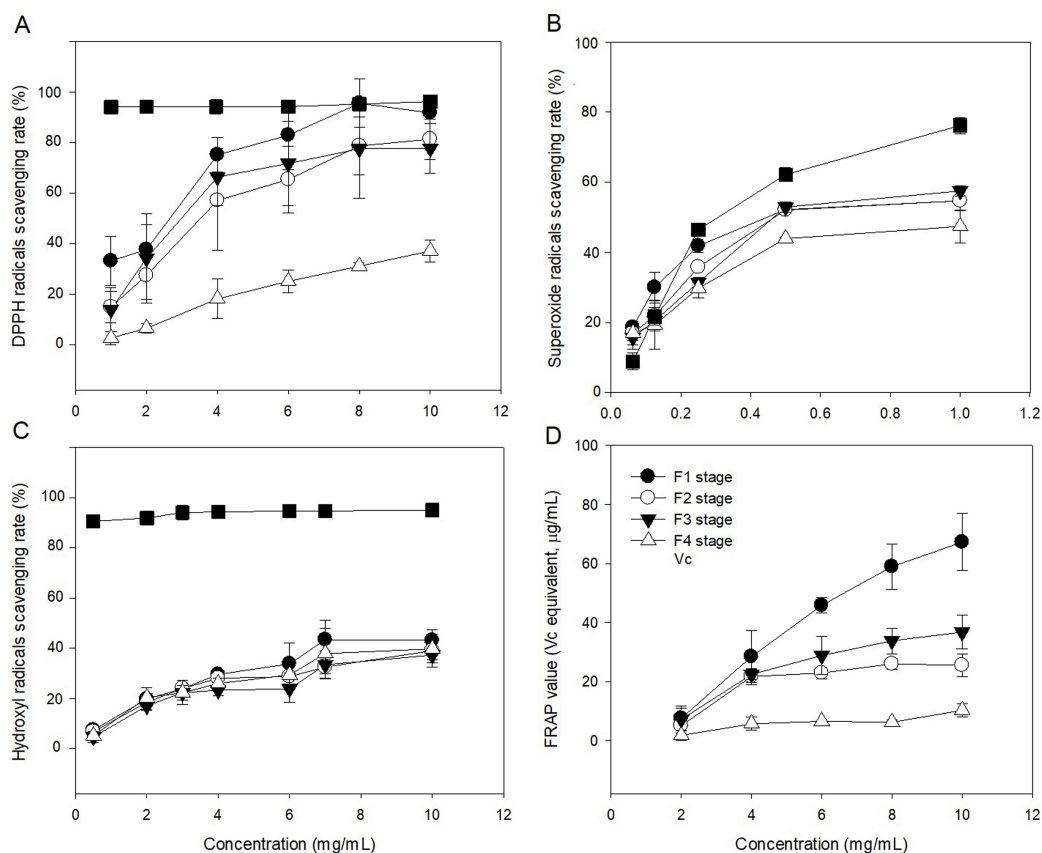 A
DPPH radicals scavenging rate (%)
120
100
80
60
40
20
0
0 2 4 6 8 10 12
B
Superoxide radicals scavenging rate (%)
100
80
60
40
20
0
0.0 0.2 0.4 0.6 0.8 1.0 1.2
C
Hydroxyl radicals scavenging rate (%)
120
100
80
60
40
20
0
0 2 4 6 8 10 12
Concentration (mg/mL)
D
FRAP value (Vc equivalent, μg/mL)
100
80
60
40
20
0
F1 stage
F2 stage
F3 stage
F4 stage
Vc
0 2 4 6 8 10 12
Concentration (mg/mL)